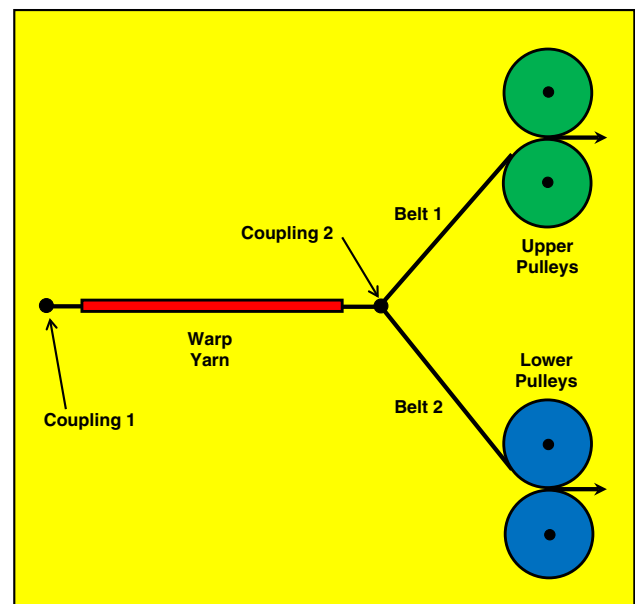 Belt 1
Coupling 2
Upper
Pulleys
Warp
Yarn
Lower
Pulleys
Belt 2
Coupling 1